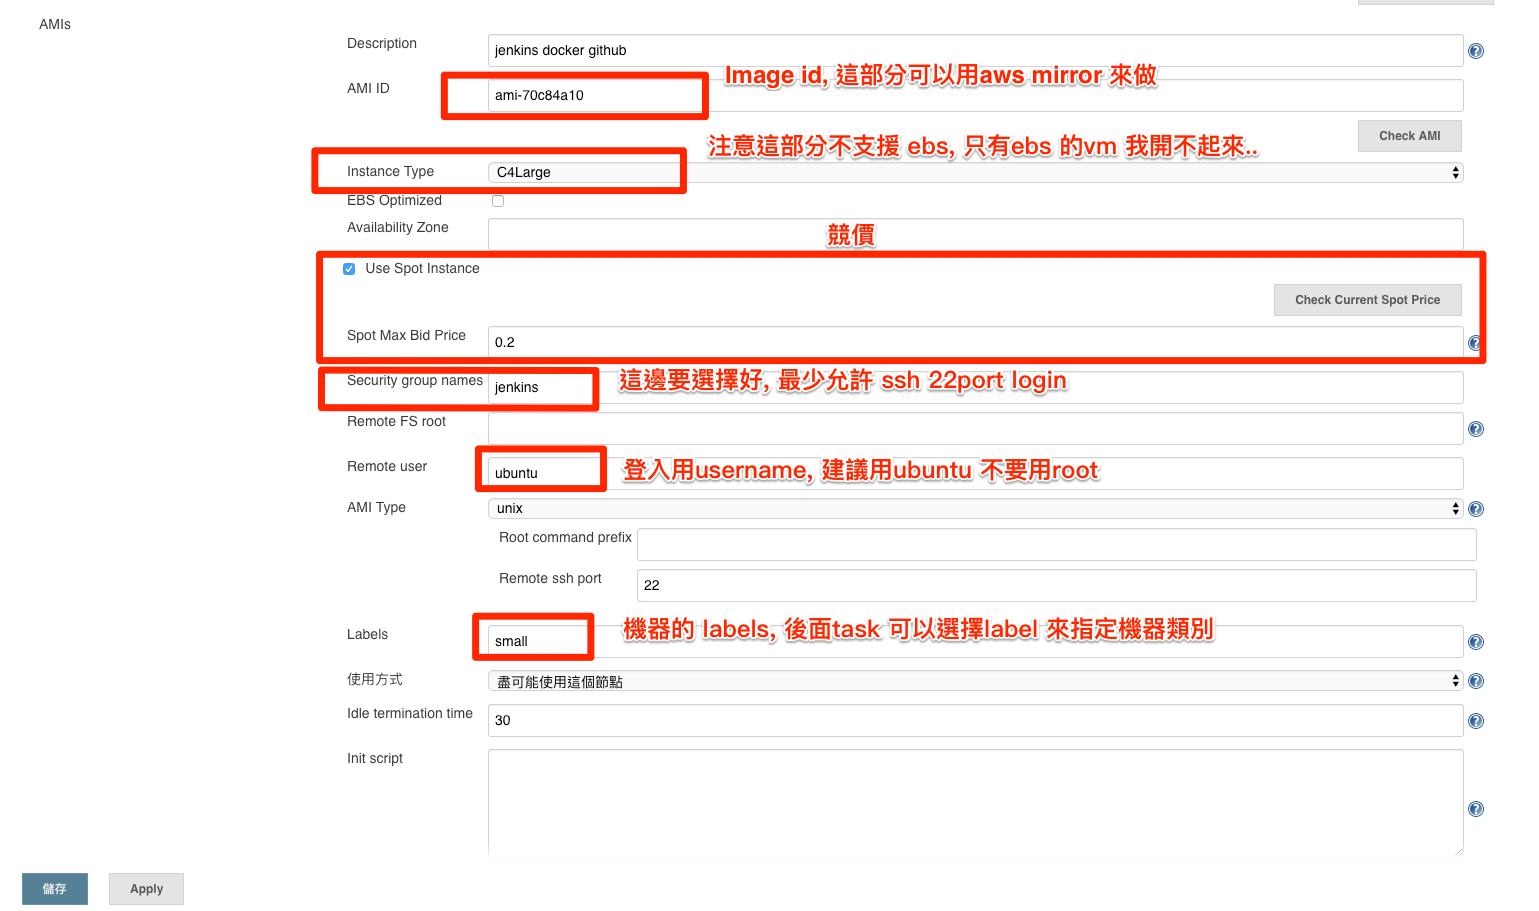 AMIs
Description
jenkins docker github
Image id, 這部分可以用aws mirror 來做
AMI ID
ami-70c84a10
Check AMI
注意這部分不支援 ebs, 只有ebs 的vm 我開不起來..
Instance Type
C4Large
EBS Optimized
Availability Zone
競價
Use Spot Instance
Check Current Spot Price
Spot Max Bid Price
0.2
Security group names
jenkins
這邊要選擇好, 最少允許 ssh 22port login
Remote FS root
Remote user
ubuntu
登入用username, 建議用ubuntu 不要用root
AMI Type
unix
Root command prefix
Remote ssh port
22
Labels
small
機器的 labels, 後面task 可以選擇label 來指定機器類別
使用方式
盡可能使用這個節點
Idle termination time
30
Init script
儲存
Apply